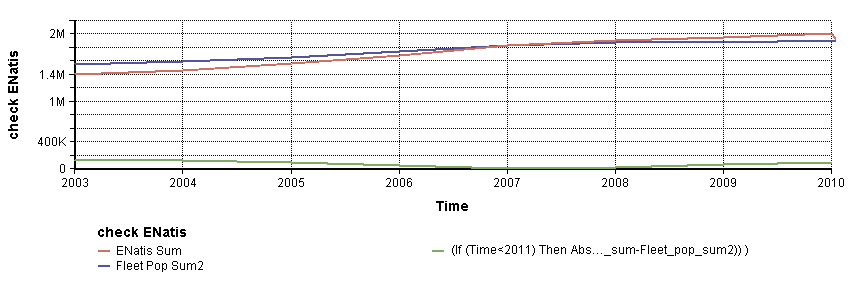 check ENatis
2M
1.4M
1M
400K
0
2003 2004 2005 2006 2007 2008 2009 2010
Time
check ENatis
ENatis Sum
Fleet Pop Sum2
(If (Time<2011) Then Abs..._sum-Fleet_pop_sum2)) )